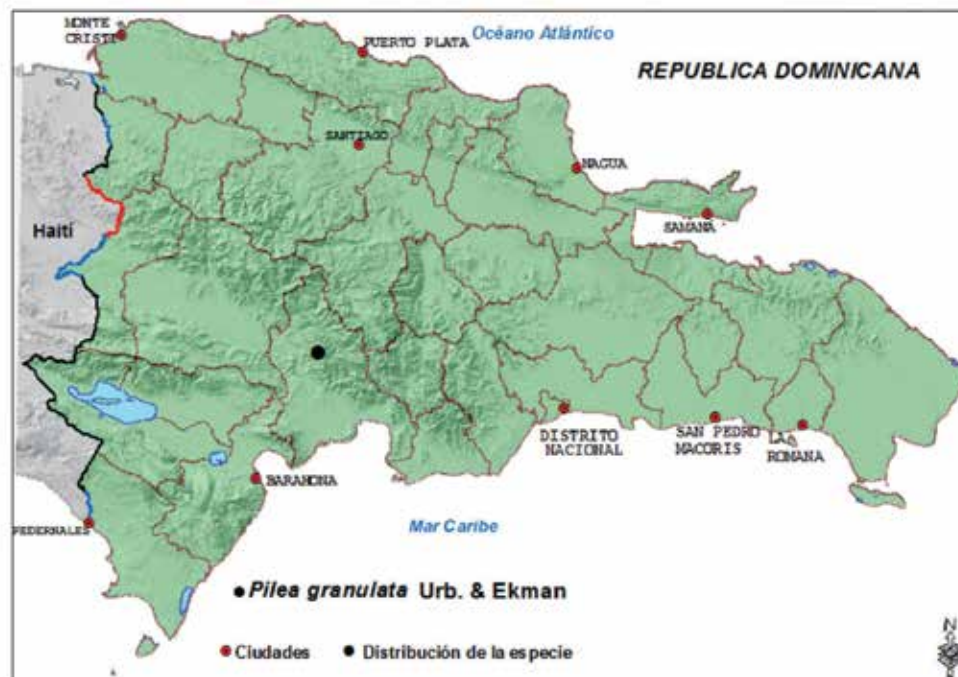 MONTE
CRISTI
PUERTO PLATA
Océano Atlántico
REPUBLICA DOMINICANA
SANTIAGO
NAGUA
Haití
SAMANA
DISTRITO
NACIONAL
SAN PEDRO
MACORIS
LA
ROMANA
BARAHONA
PEDERNALES
Mar Caribe
Pilea granulata Urb. & Ekman
Ciudades
Distribución de la especie
N